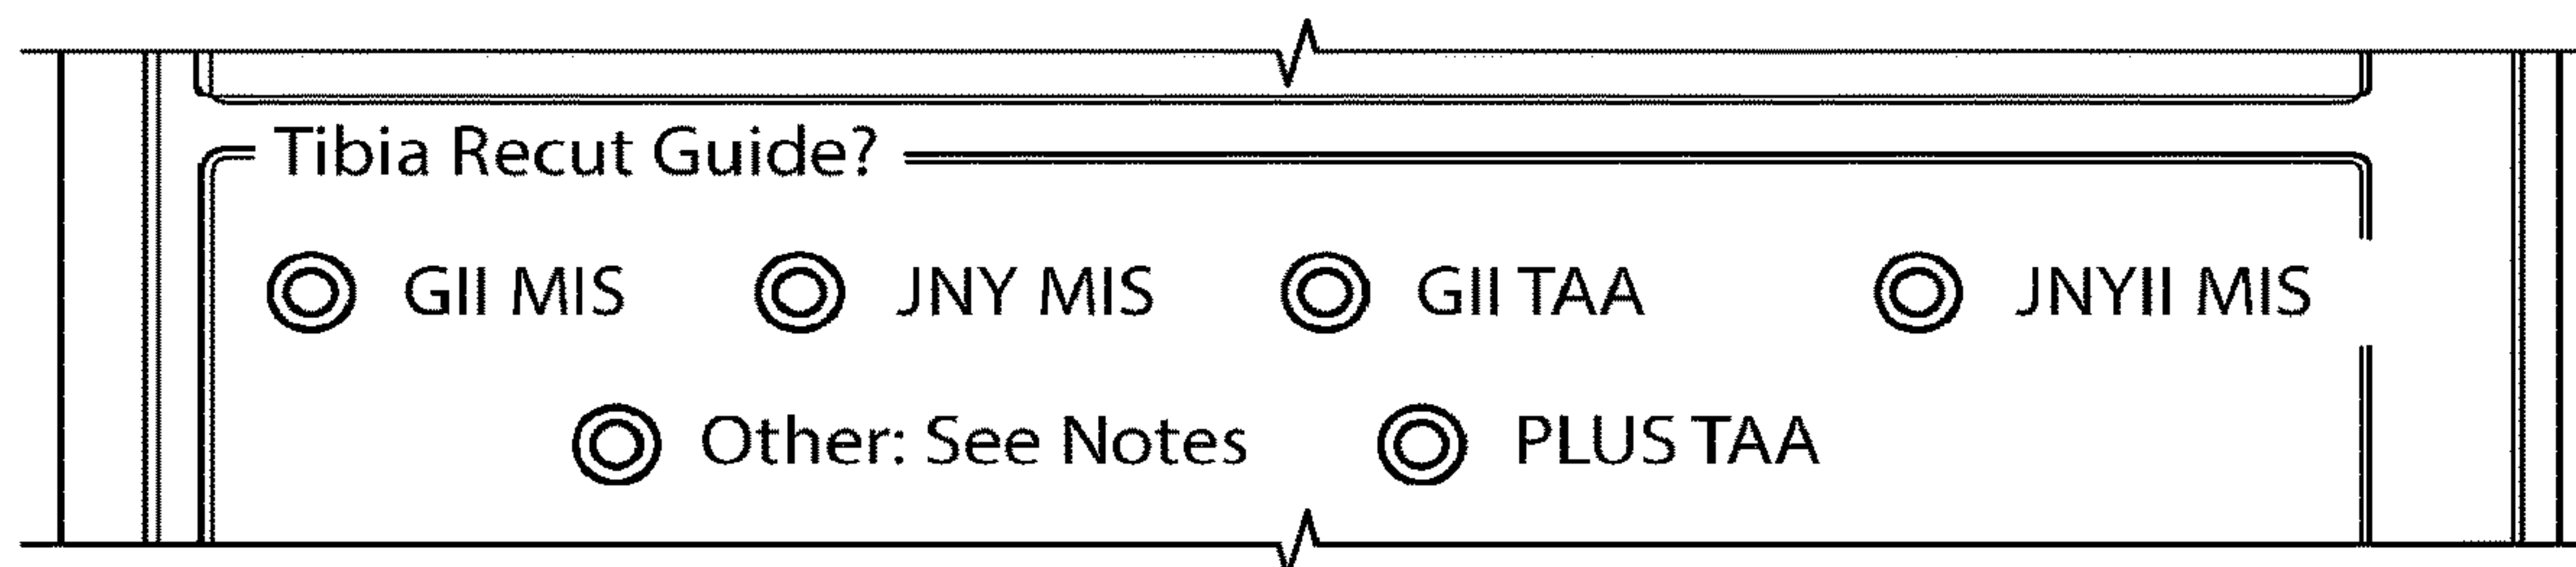 Tibia Recut Guide?
GII MIS JNY MIS GII TAA JNYII MIS
Other: See Notes PLUS TAA